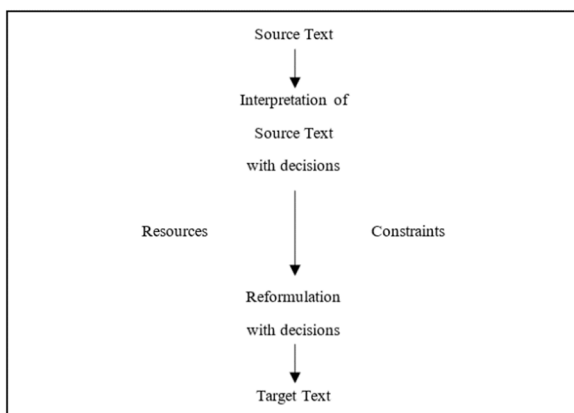 Source Text
Interpretation of
Source Text
with decisions
Resources Constraints
Reformulation
with decisions
Target Text